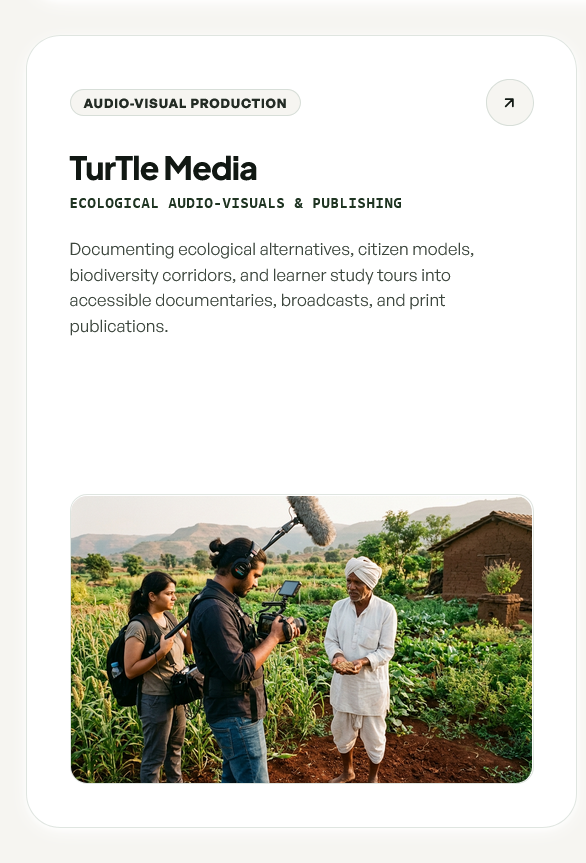 AUDIO-VISUAL PRODUCTION
TurTle Media
ECOLOGICAL AUDIO-VISUALS & PUBLISHING
Documenting ecological alternatives, citizen models,
biodiversity corridors, and learner study tours into
accessible documentaries, broadcasts, and print
publications.